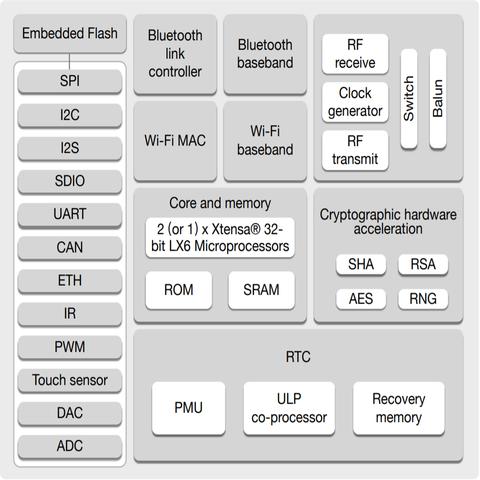 Embedded Flash
SPI
I2C
I2S
SDIO
UART
CAN
ETH
IR
PWM
Touch sensor
DAC
ADC
Bluetooth
link
controller
Bluetooth
baseband
Wi-Fi MAC
Wi-Fi
baseband
RF
receive
Clock
generator
RF
transmit
Switch
Balun
Core and memory
2 (or 1) x Xtensa® 32-
bit LX6 Microprocessors
ROM
SRAM
Cryptographic hardware
acceleration
SHA
RSA
AES
RNG
RTC
PMU
ULP
co-processor
Recovery
memory